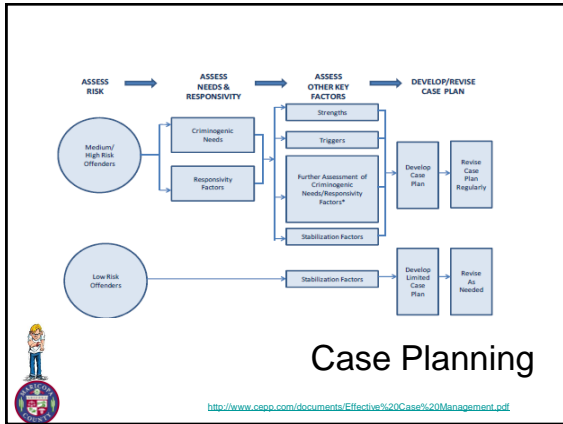 ASSESS
RISK
ASSESS
NEEDS &
RESPONSIVITY
ASSESS
OTHER KEY
FACTORS
DEVELOP/REVISE
CASE PLAN
Medium/
High Risk
Offenders
Criminogenic
Needs
Responsivity
Factors
Strengths
Triggers
Further Assessment of
Criminogenic
Needs/Responsivity
Factors*
Stabilization Factors
Develop
Case
Plan
Revise
Case
Plan
Regularly
Low Risk
Offenders
Stabilization Factors
Develop
Limited
Case
Plan
Revise
As
Needed
Case Planning
MARICOPA
COUNTY
http://www.cepp.com/documents/Effective%20Case%20Management.pdf